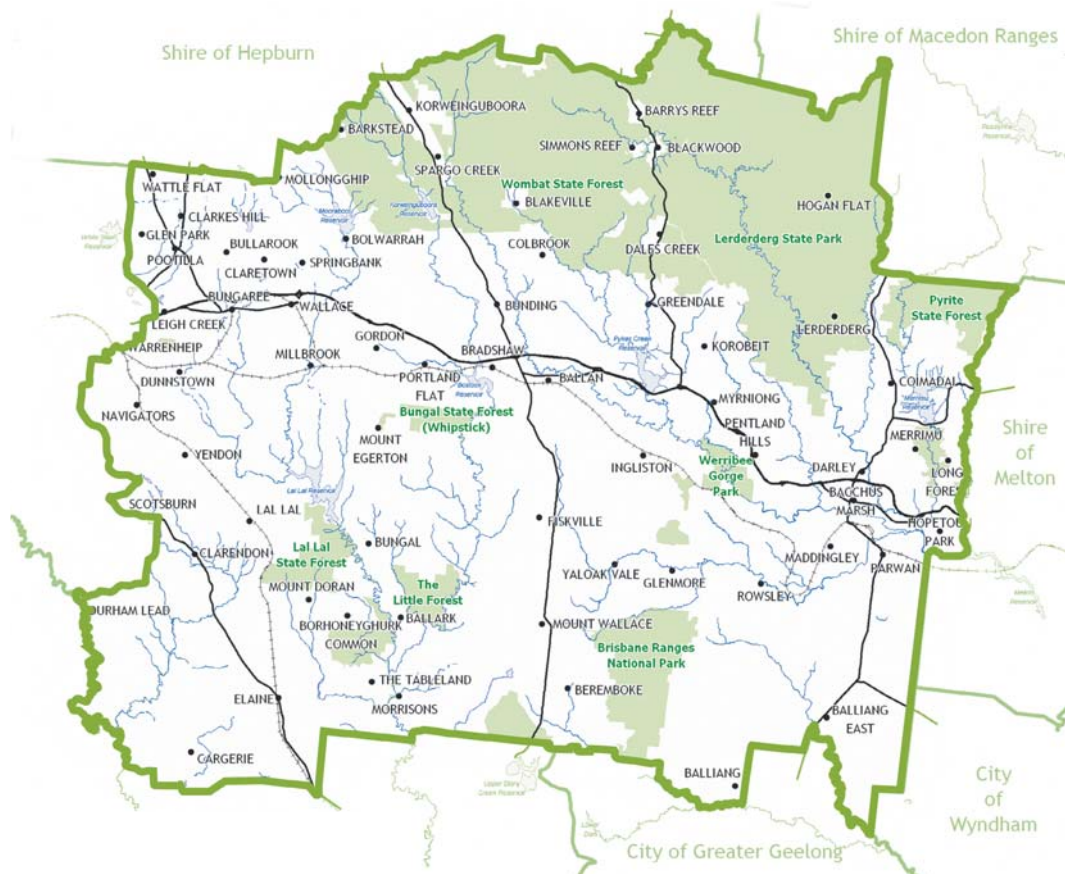 Shire of Hepburn
Shire of Macedon Ranges
KORWEINGUBOORA
BARRYS REEF
BARKSTEAD
SIMMONS REEF
BLACKWOOD
SPARGO CREEK
WATTLE FLAT
MOLLONGGHIP
Wombat State Forest
BLAKEVILLE
HOGAN FLAT
CLARKES HILL
GLEN PARK
BULLAROOK
BOLWARRAH
COLBROOK
DALES CREEK
Lerderderg State Park
POOTILLA
CLARETOWN
SPRINGBANK
BUNGAREE
WALLACE
BUNDING
GREENDALE
Pyrite
State Forest
LEIGH CREEK
LERDERDERG
WARRENHEIP
GORDON
BRADSHAW
Pykes Creek
Reservoir
KOROBEIT
MILLBROOK
DUNNSTOWN
PORTLAND
FLAT
BALLAN
COIMADAI
NAVIGATORS
Bungal State Forest
(Whipstick)
MYRNIONG
MOUNT
EGERTON
PENTLAND
HILLS
MERRIMU
Shire
of
Melton
YENDON
INGLISTON
Werribee
Gorge
Park
DARLEY
LONG
FOREST
Lal Lal Reservoir
BACCHUS
MARSH
SCOTSBURN
LAL LAL
FISKVILLE
HOPETOUN
PARK
CLARENDON
Lal Lal
State Forest
BUNGAL
MADDINGLEY
PARWAN
YALOAK VALE
GLENMORE
The
Little Forest
MOUNT DORAN
ROWSLEY
DURHAM LEAD
BORHONEYGHURK
COMMON
BALLARK
MOUNT WALLACE
Brisbane Ranges
National Park
THE TABLELAND
BEREMBOKE
ELAINE
MORRISONS
BALLIANG
EAST
CARGERIE
BALLIANG
City
of
Wyndham
City of Greater Geelong